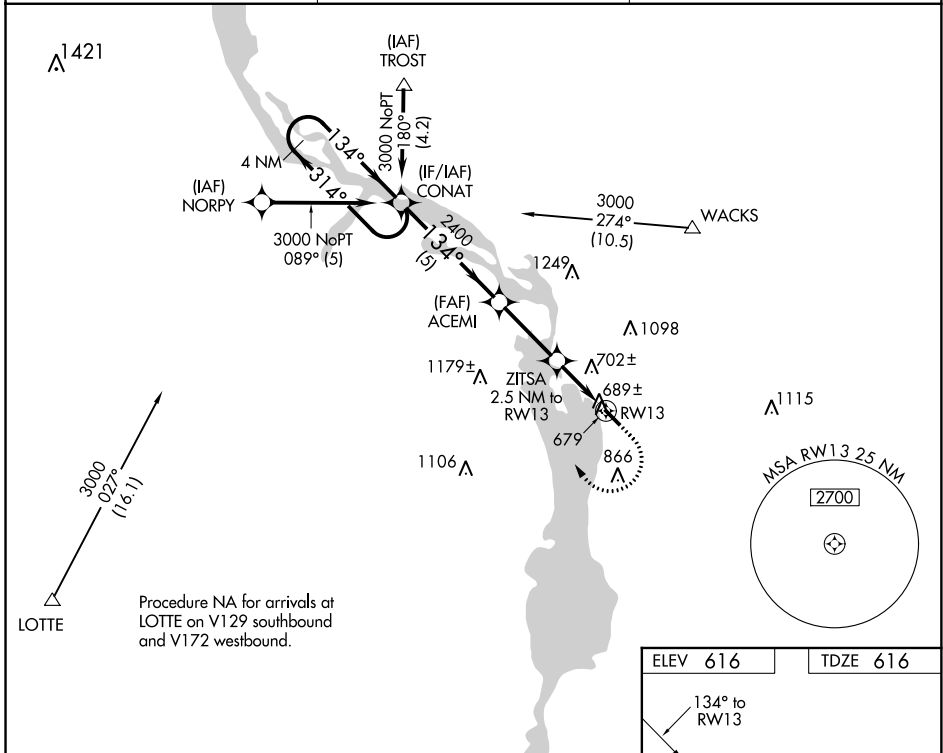 1421
(IAF)
TROST
3000 NoPT
180°
(4.2)
134°
4 NM
314°
(IF/IAF)
CONAT
(IAF)
NORPY
3000 NoPT
089° (5)
2400
134°
(5)
3000
274°
(10.5)
WACKS
1249
(FAF)
ACEMI
1098
1179±
ZITSA
2.5 NM to
RW13
702±
689±
RW13
679
1115
1106
866
3000
027°
(16.1)
LOTTE
MSA RW13 25 NM
2700
Procedure NA for arrivals at
LOTTE on V129 southbound
and V172 westbound.
ELEV 616
TDZE 616
134° to
RW13